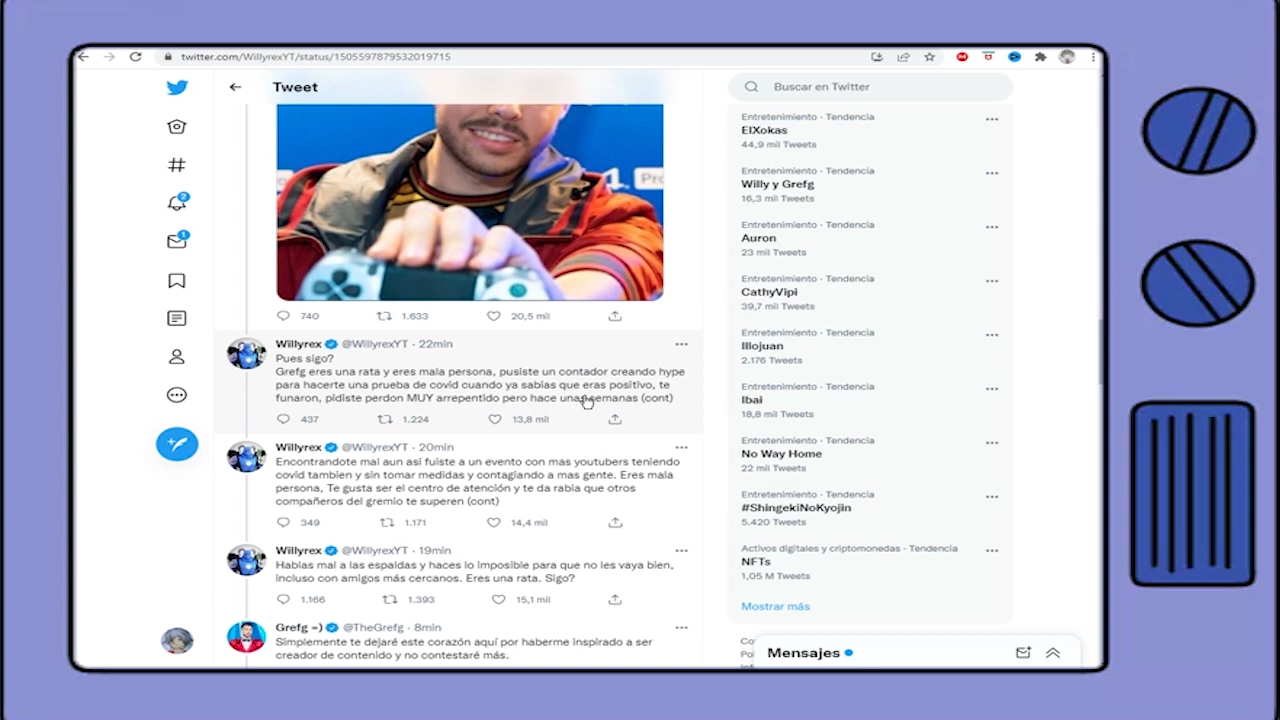 twitter.com/WillyrexYT/status/1505597879532019715
Tweet
740 1.633 20,5 mil
Willyrex @WillyrexYT · 22min
Pues sigo?
Grefg eres una rata y eres mala persona, pusiste un contador creando hype
para hacerte una prueba de covid cuando ya sabias que eras positivo, te
funaron, pidiste perdon MUY arrepentido pero hace unas semanas (cont)
437 1.224 13,8 mil
Willyrex @WillyrexYT · 20min
Encontrandote mal aun asi fuiste a un evento con mas youtubers teniendo
covid tambien y sin tomar medidas y contagiando a mas gente. Eres mala
persona, Te gusta ser el centro de atención y te da rabia que otros
compañeros del gremio te superen (cont)
349 1.171 14,4 mil
Willyrex @WillyrexYT · 19min
Hablas mal a las espaldas y haces lo imposible para que no les vaya bien,
incluso con amigos más cercanos. Eres una rata. Sigo?
1.166 1.393 15,1 mil
Grefg =) @TheGrefg · 8min
Simplemente te dejaré este corazón aquí por haberme inspirado a ser
creador de contenido y no contestaré más.
2
1
Buscar en Twitter
Entretenimiento · Tendencia
ElXokas
44,9 mil Tweets
Entretenimiento · Tendencia
Willy y Grefg
16,3 mil Tweets
Entretenimiento · Tendencia
Auron
23 mil Tweets
Entretenimiento · Tendencia
CathyVipi
39,7 mil Tweets
Entretenimiento · Tendencia
Illojuan
2.176 Tweets
Entretenimiento · Tendencia
Ibai
18,8 mil Tweets
Entretenimiento · Tendencia
No Way Home
22 mil Tweets
Entretenimiento · Tendencia
#ShingekiNoKyojin
5.420 Tweets
Activos digitales y criptomonedas · Tendencia
NFTs
1,05 M Tweets
Mostrar más
Mensajes